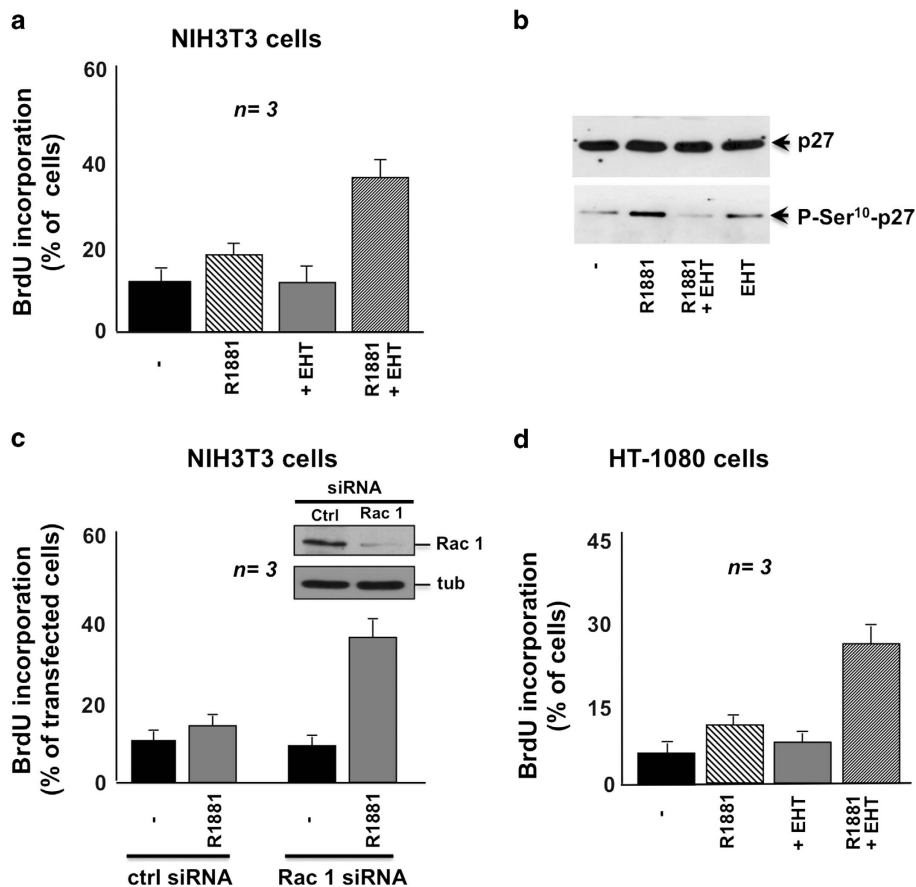 a
NIH3T3 cells
BrdU incorporation
(% of cells)
60
40
20
0
n= 3
-
R1881
+ EHT
R1881
+ EHT
b
p27
P-Ser¹⁰-p27
-
R1881
R1881
+ EHT
EHT
c
NIH3T3 cells
siRNA
Ctrl Rac 1
Rac 1
tub
BrdU incorporation
(% of transfected cells)
60
40
20
0
n= 3
-
R1881
-
R1881
ctrl siRNA
Rac 1 siRNA
d
HT-1080 cells
BrdU incorporation
(% of cells)
45
30
15
0
n= 3
-
R1881
+ EHT
R1881
+ EHT